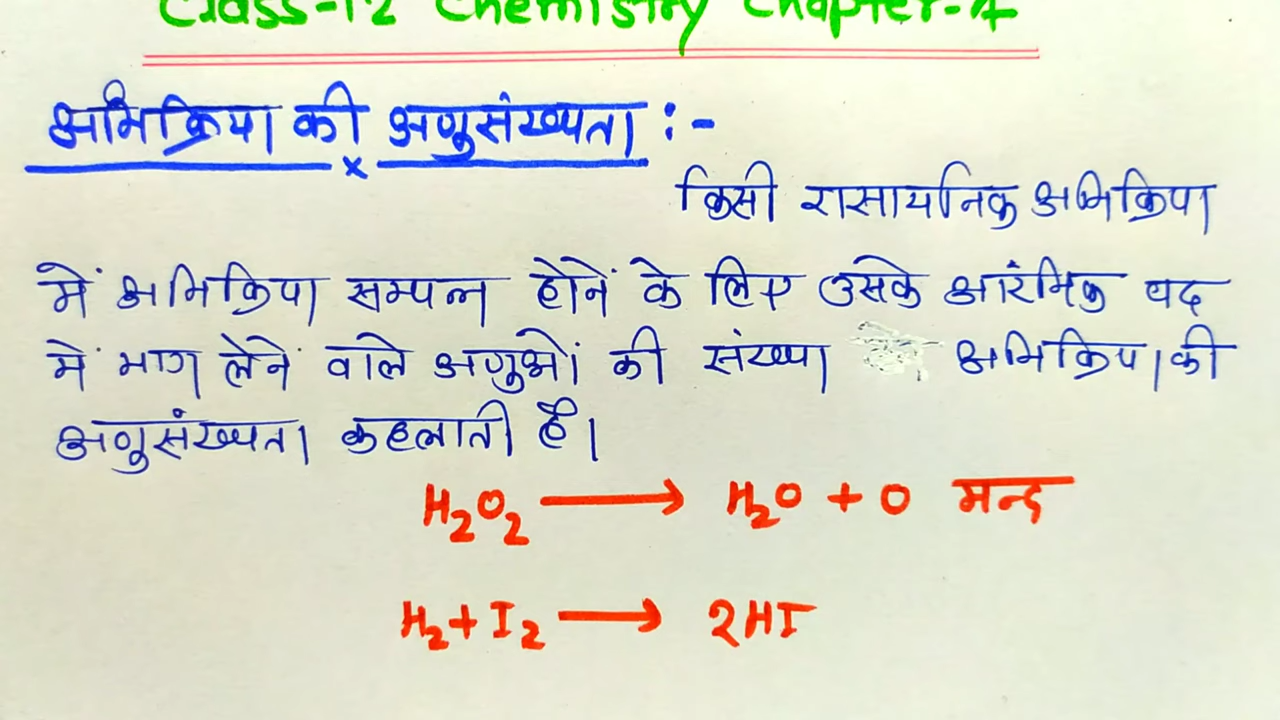 Class-12 Chemistry Chapter-4
अभिक्रिया की अणुसंख्यता :-
किसी रासायनिक अभिक्रिया
में अभिक्रिया सम्पन्न होनें के लिए उसके आरंभिक पद
में भाग लेनें वाले अणुओं की संख्या अभिक्रिया की
अणुसंख्यता कहलाती है।
H₂O₂ ⟶ H₂O + O मन्द
H₂+I₂ ⟶ 2HI